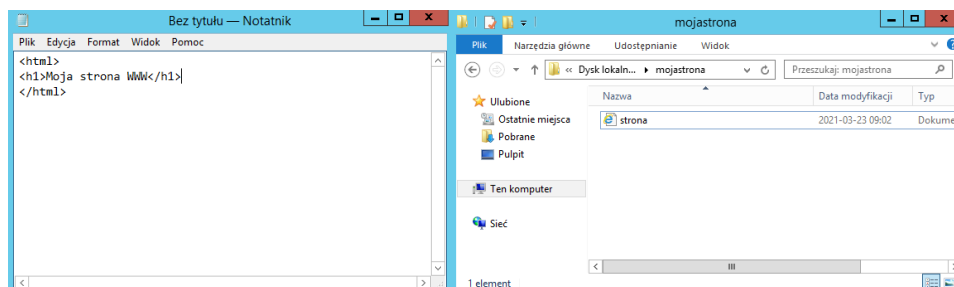 Bez tytułu — Notatnik
Plik Edycja Format Widok Pomoc
<html>
<h1>Moja strona WWW</h1>
</html>
mojastrona
Plik Narzędzia główne Udostępnianie Widok
« Dysk lokaln... ▸ mojastrona Przeszukaj: mojastrona
Ulubione
Ostatnie miejsca
Pobrane
Pulpit
Ten komputer
Sieć
Nazwa Data modyfikacji Typ
strona 2021-03-23 09:02 Dokume
1 element